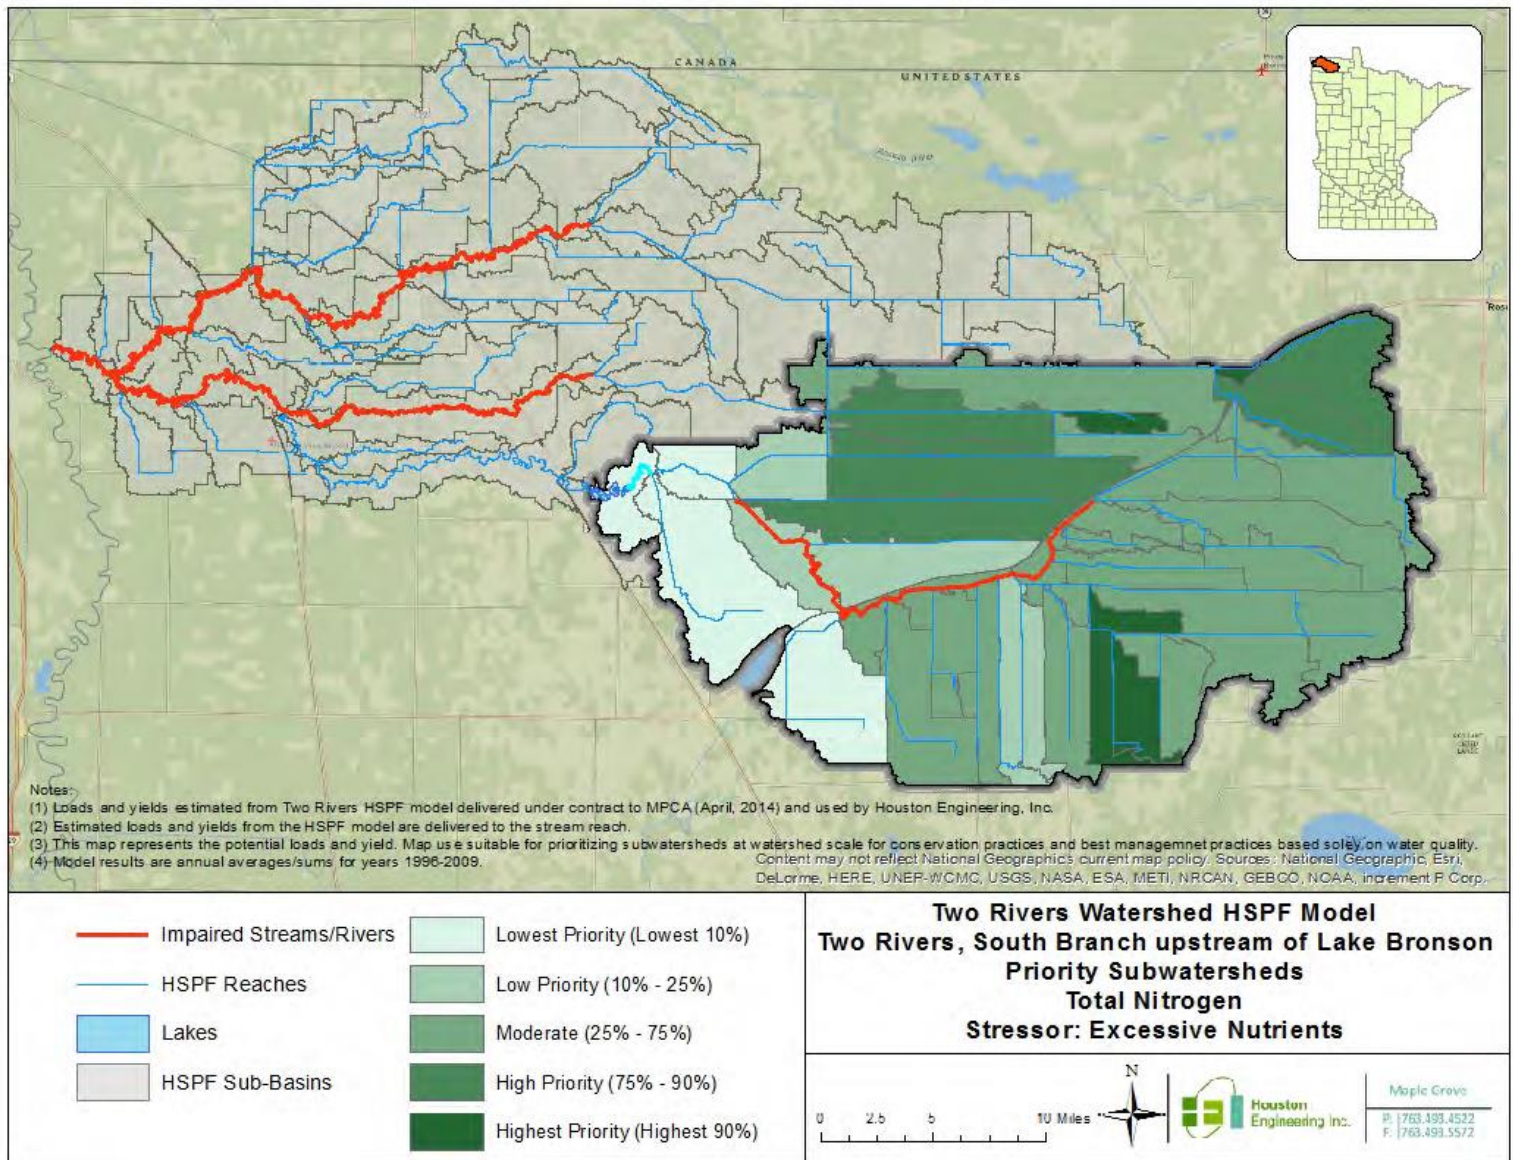 CANADA
UNITED STATES
Notes:
(1) Loads and yields estimated from Two Rivers HSPF model delivered under contract to MPCA (April, 2014) and used by Houston Engineering, Inc.
(2) Estimated loads and yields from the HSPF model are delivered to the stream reach.
(3) This map represents the potential loads and yield. Map use suitable for prioritizing subwatersheds at watershed scale for conservation practices and best managemnet practices based soley on water quality.
(4) Model results are annual averages/sums for years 1996-2009.
Content may not reflect National Geographic's current map policy. Sources: National Geographic, Esri,
DeLorme, HERE, UNEP-WCMC, USGS, NASA, ESA, METI, NRCAN, GEBCO, NOAA, increment P Corp.
Impaired Streams/Rivers
HSPF Reaches
Lakes
HSPF Sub-Basins
Lowest Priority (Lowest 10%)
Low Priority (10% - 25%)
Moderate (25% - 75%)
High Priority (75% - 90%)
Highest Priority (Highest 90%)
Two Rivers Watershed HSPF Model
Two Rivers, South Branch upstream of Lake Bronson
Priority Subwatersheds
Total Nitrogen
Stressor: Excessive Nutrients
0 2.5 5 10 Miles
N
Houston
Engineering Inc.
Maple Grove
P: 763.493.4522
F: 763.493.5572